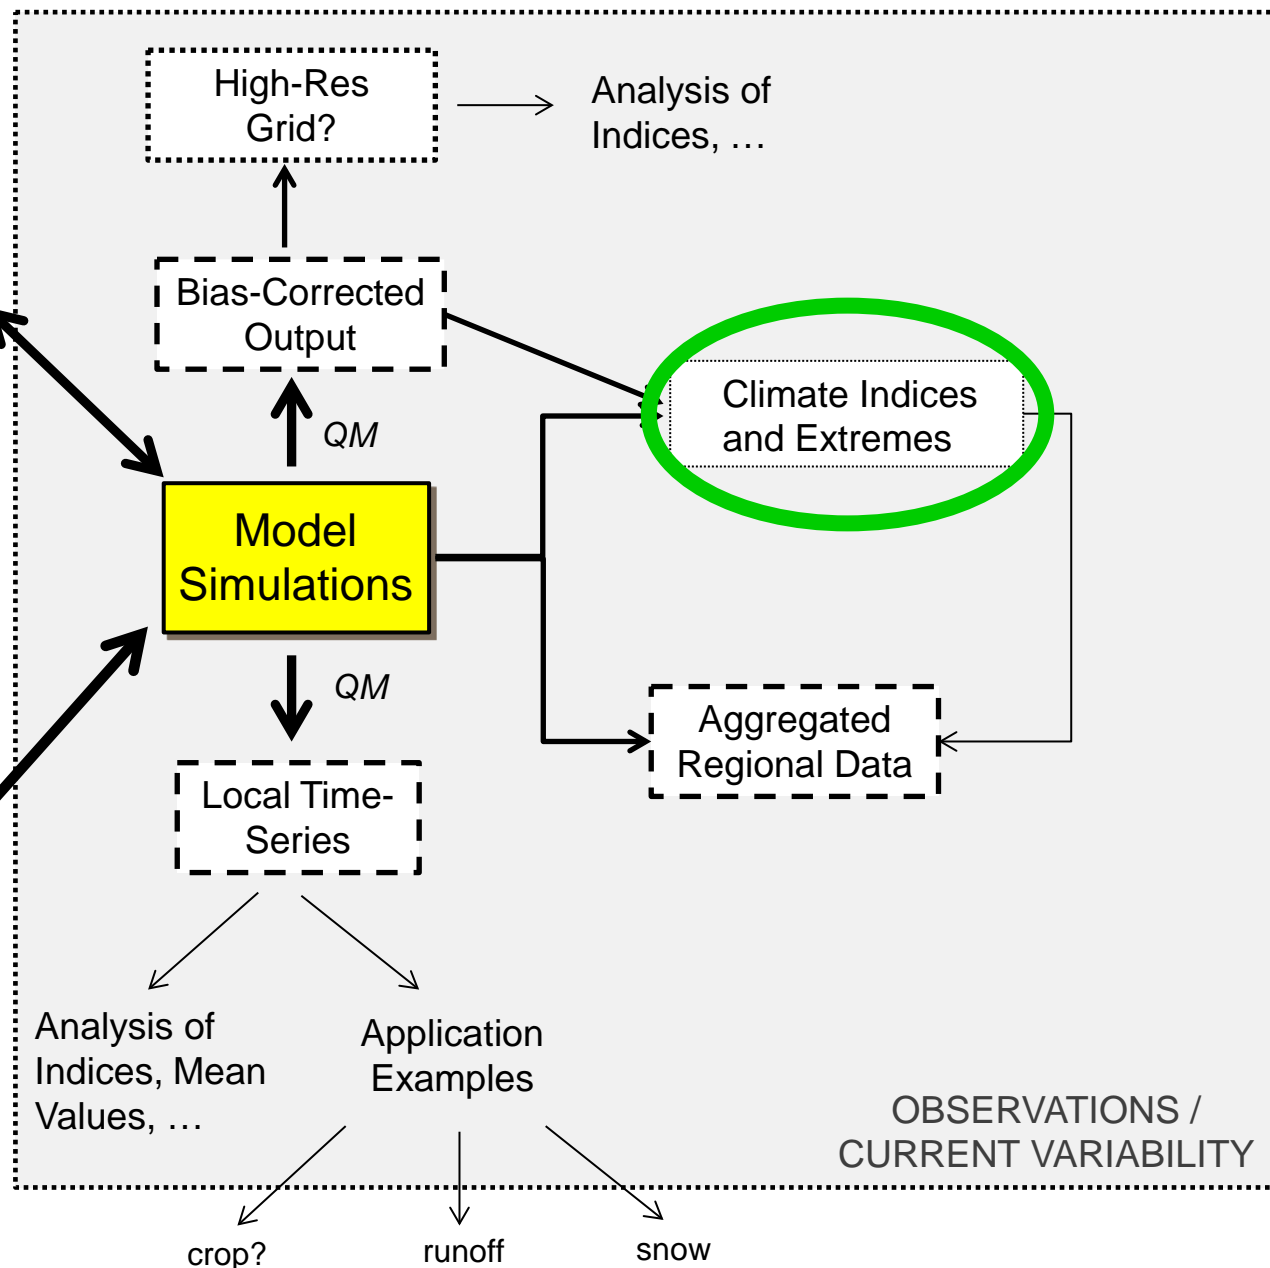 High-Res
Grid?
Analysis of
Indices, …
Bias-Corrected
Output
QM
Climate Indices
and Extremes
Model
Simulations
QM
Aggregated
Regional Data
Local Time-
Series
Analysis of
Indices, Mean
Values, …
Application
Examples
OBSERVATIONS /
CURRENT VARIABILITY
crop?
runoff
snow